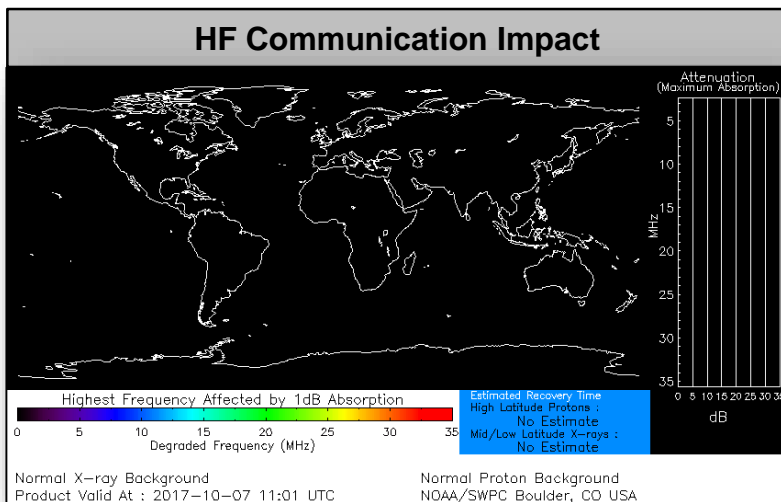 HF Communication Impact
Attenuation
(Maximum Absorption)
5
10
15
20
25
30
35
MHz
0 5 10 15 20 25 30 35
dB
Highest Frequency Affected by 1dB Absorption
0 5 10 15 20 25 30 35
Degraded Frequency (MHz)
Estimated Recovery Time
High Latitude Protons :
No Estimate
Mid/Low Latitude X-rays :
No Estimate
Normal X-ray Background
Product Valid At : 2017-10-07 11:01 UTC
Normal Proton Background
NOAA/SWPC Boulder, CO USA